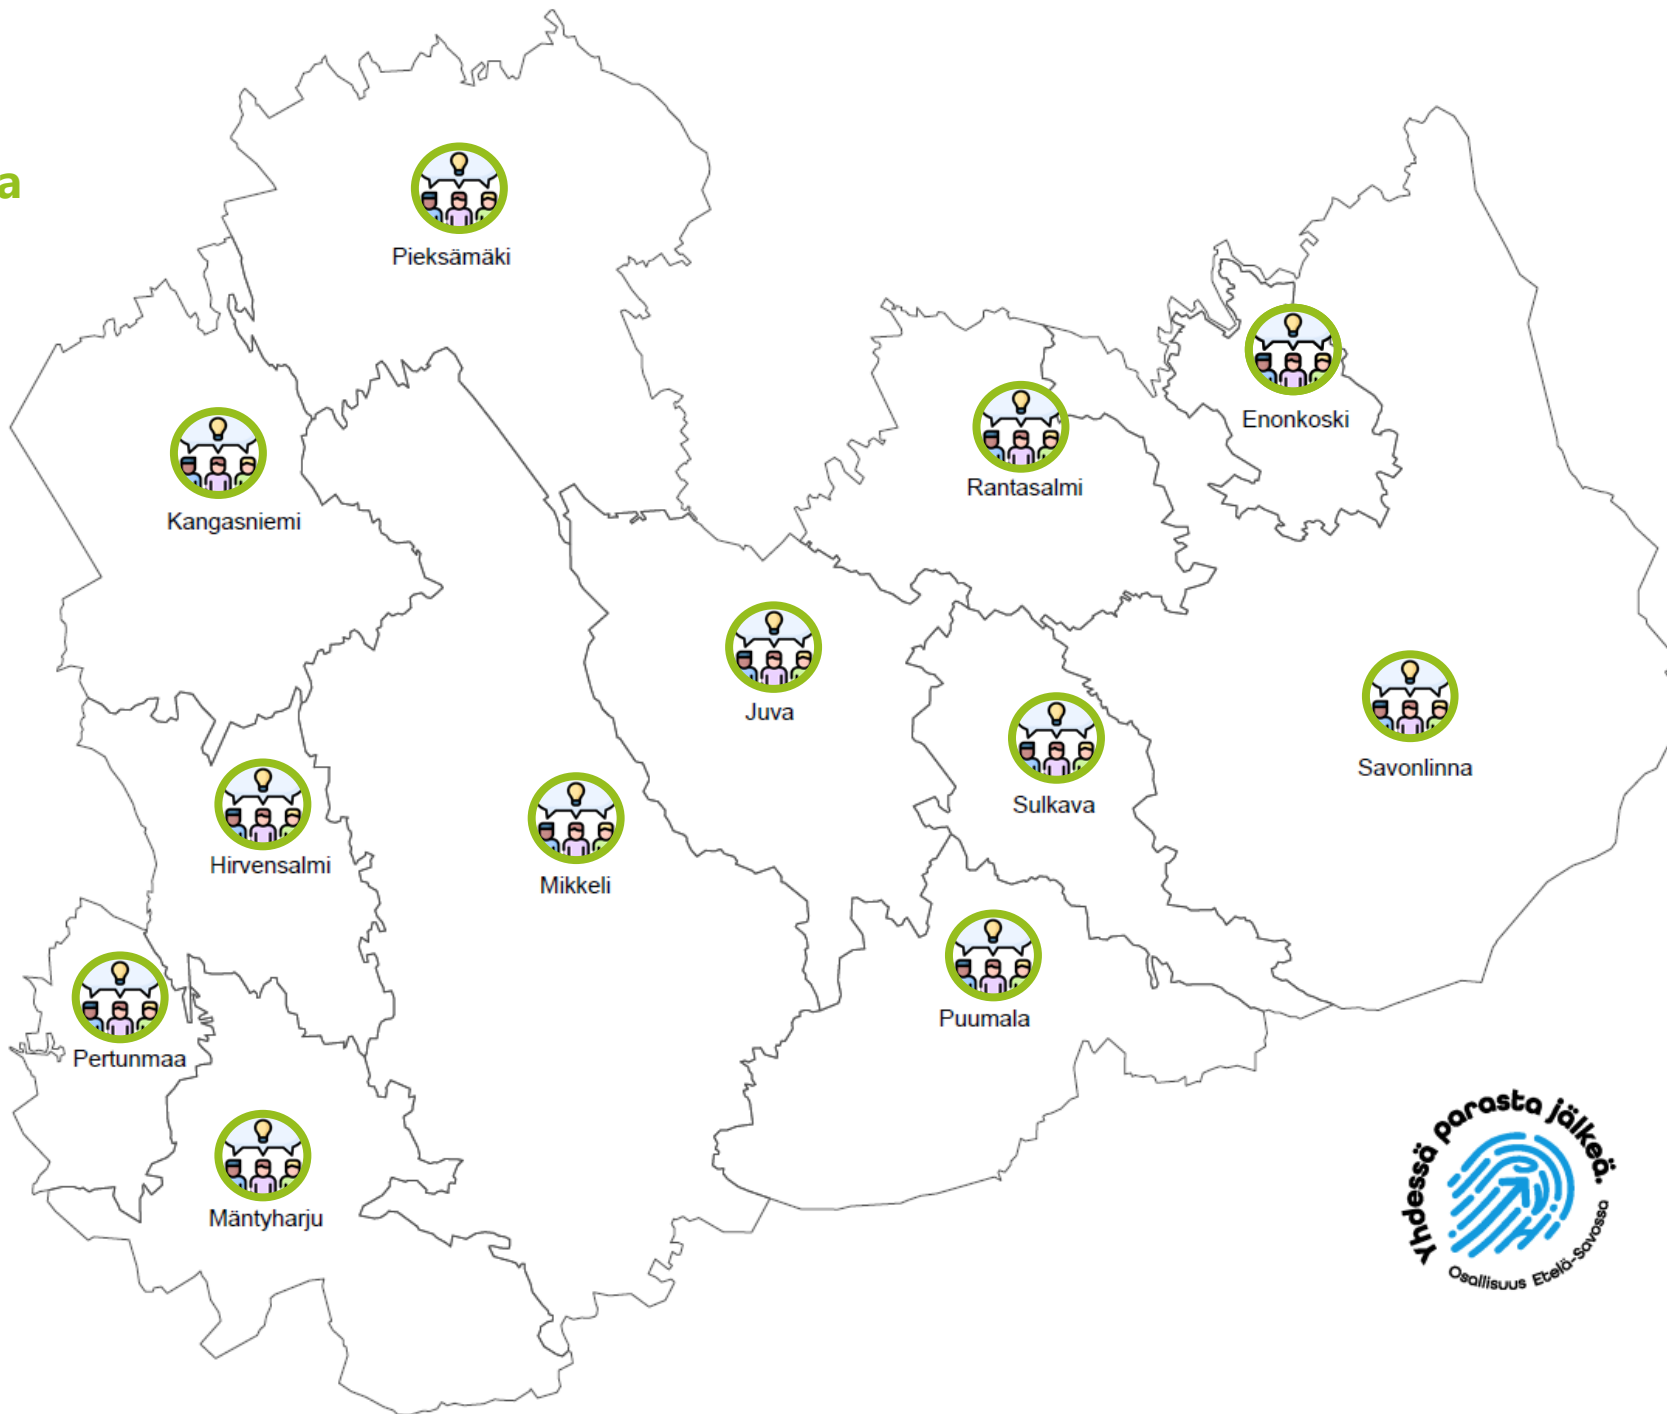 a
Pieksämäki
Enonkoski
Rantasalmi
Kangasniemi
Juva
Savonlinna
Sulkava
Hirvensalmi
Mikkeli
Puumala
Pertunmaa
Mäntyharju
Yhdessä parasta jälkeä.
Osallisuus Etelä-Savossa